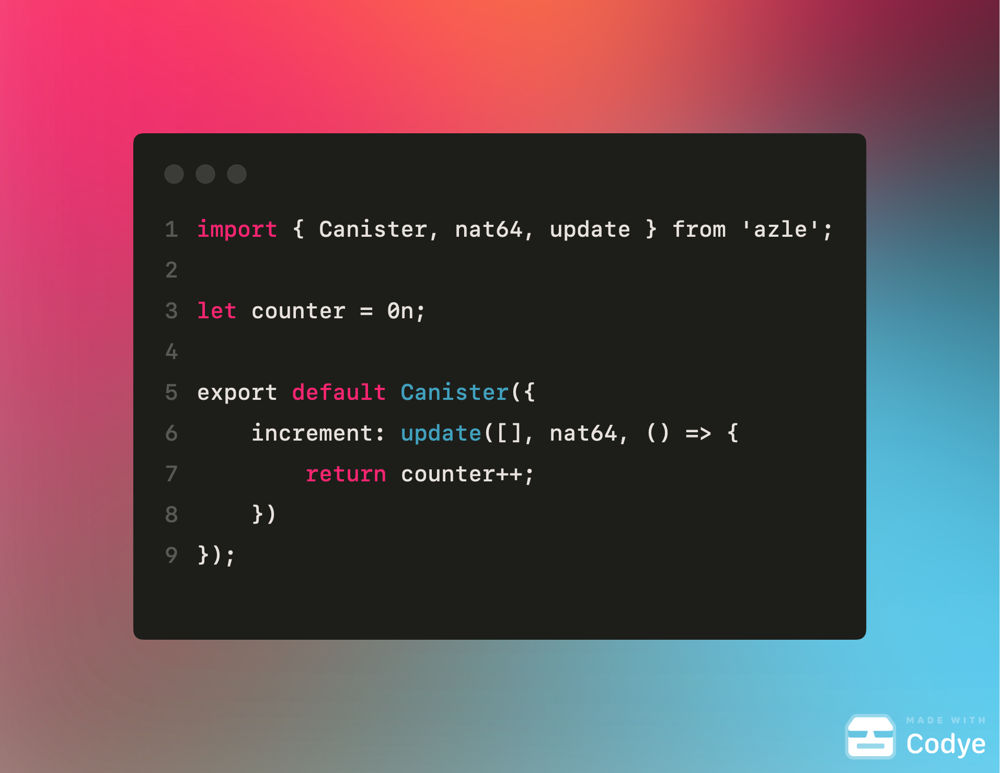 1 import { Canister, nat64, update } from 'azle';
2
3 let counter = 0n;
4
5 export default Canister({
6     increment: update([], nat64, () => {
7         return counter++;
8     })
9 });
MADE WITH
Codye